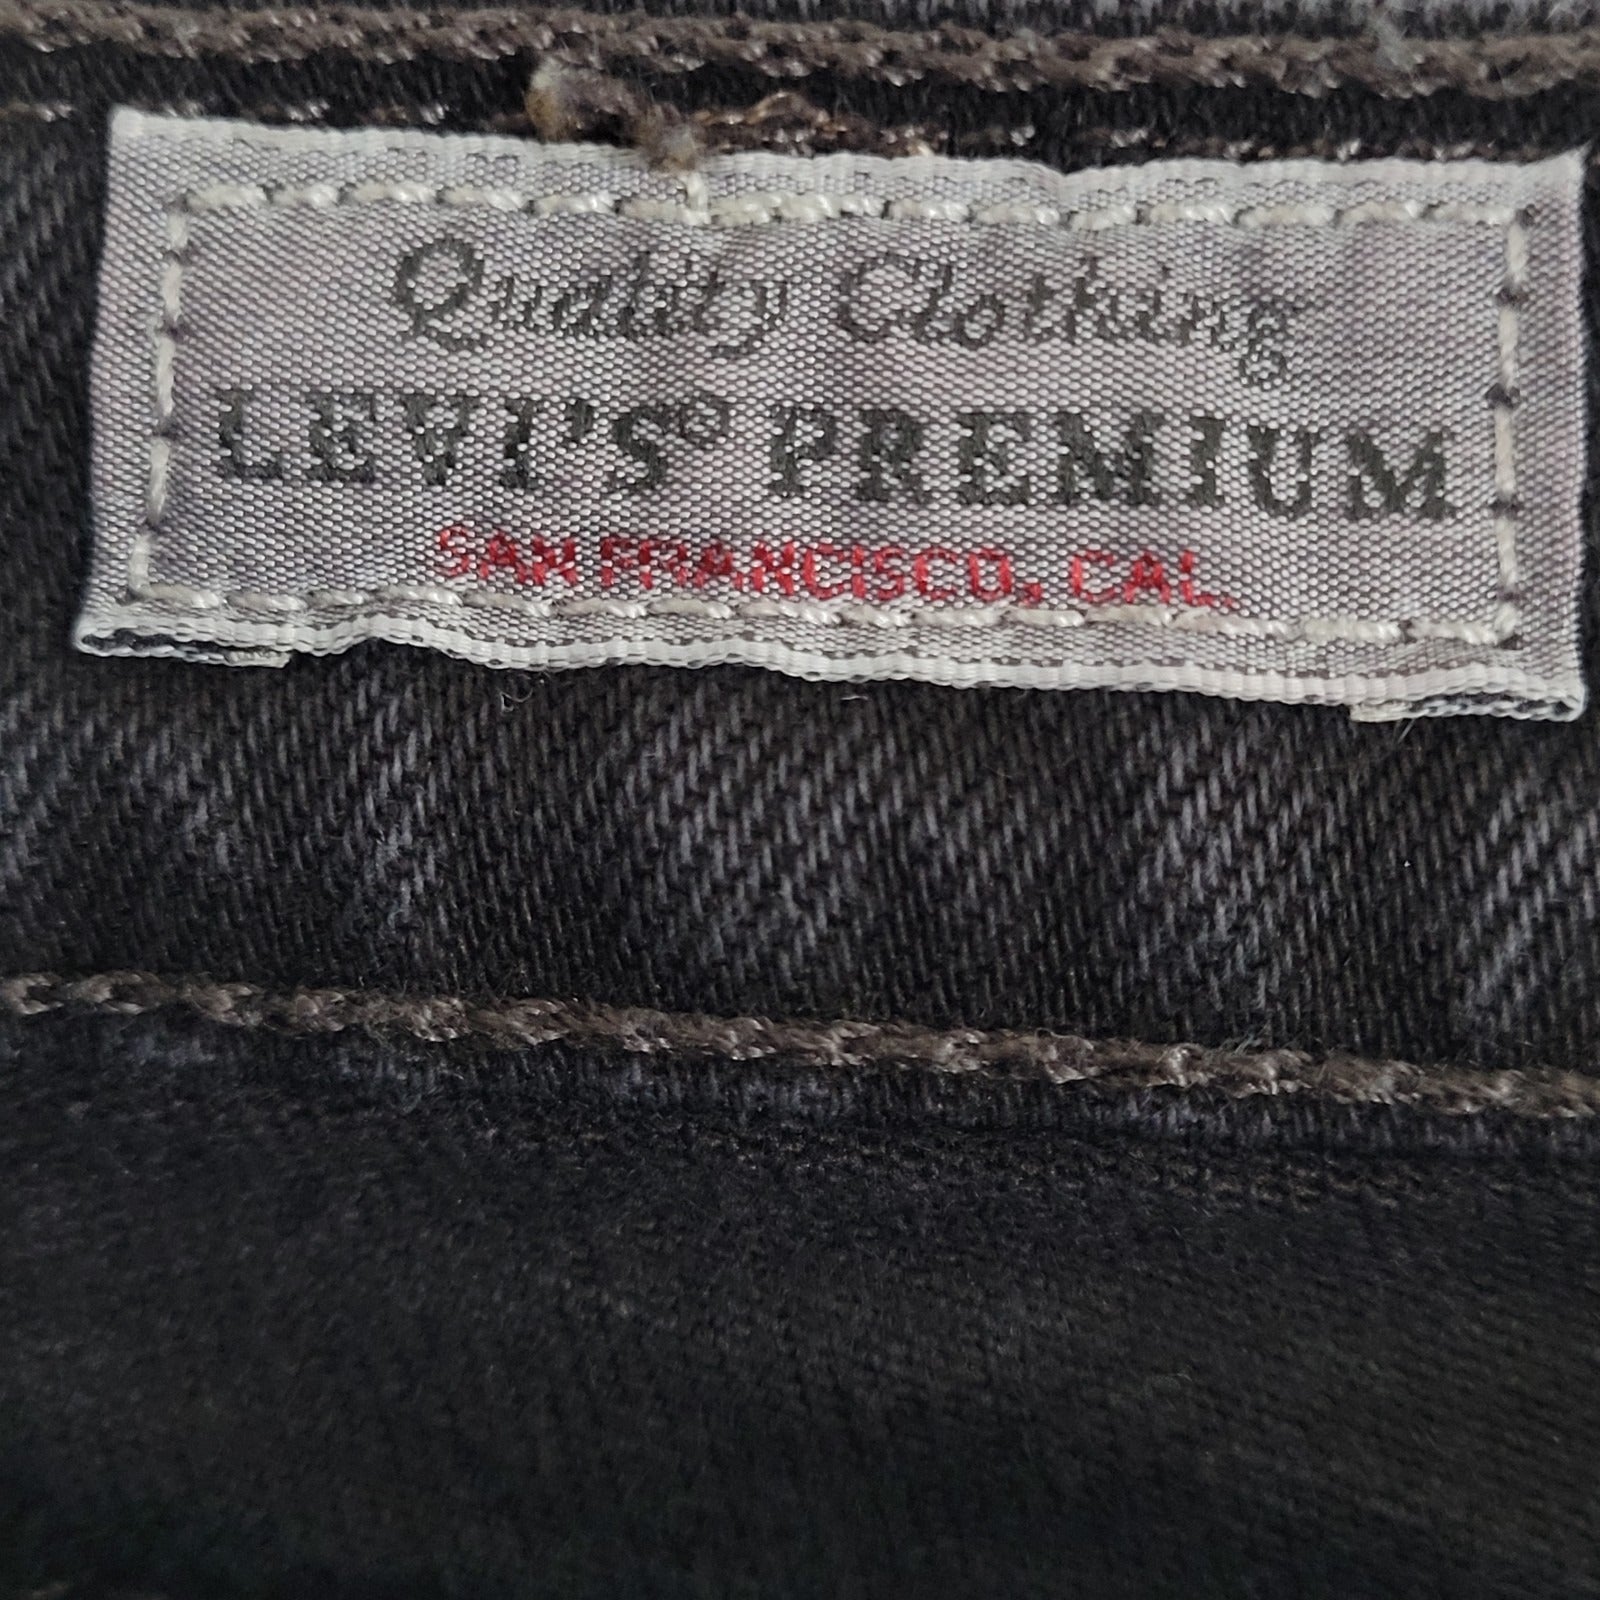 Quality Clothing®
LEVI'S® PREMIUM
SAN FRANCISCO, CAL.